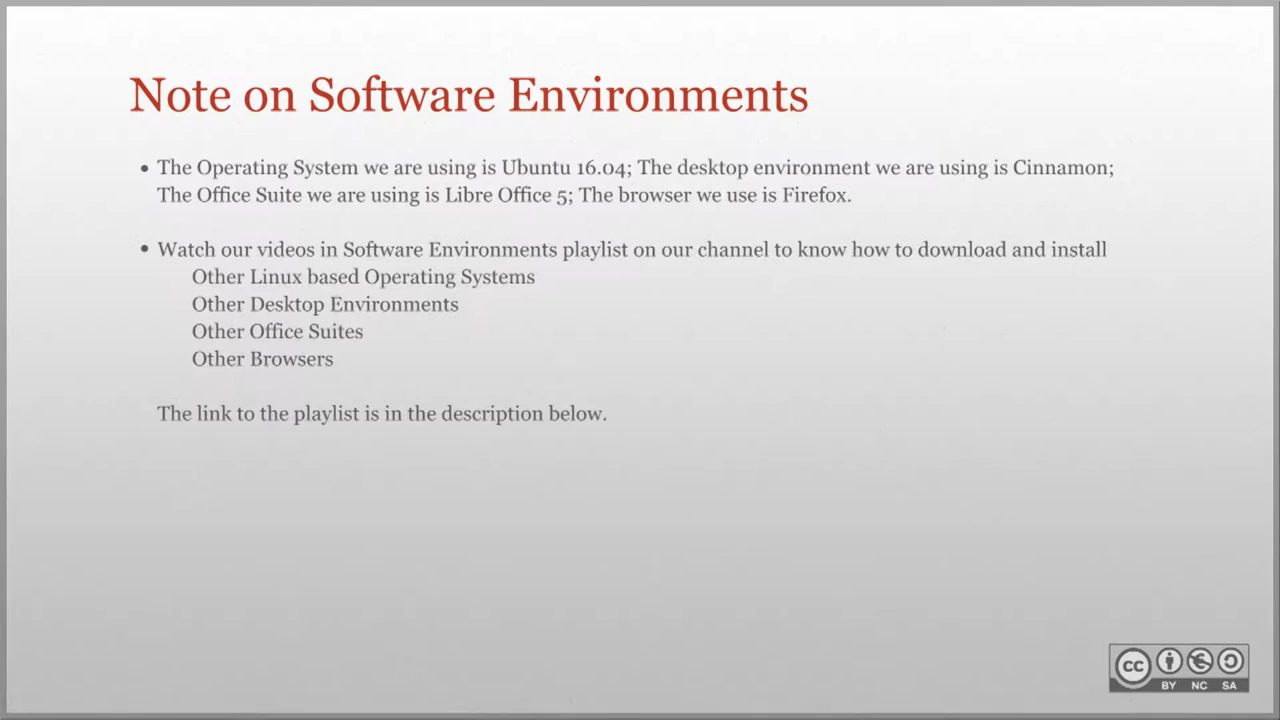 Note on Software Environments
• The Operating System we are using is Ubuntu 16.04; The desktop environment we are using is Cinnamon;
The Office Suite we are using is Libre Office 5; The browser we use is Firefox.
• Watch our videos in Software Environments playlist on our channel to know how to download and install
Other Linux based Operating Systems
Other Desktop Environments
Other Office Suites
Other Browsers
The link to the playlist is in the description below.
cc
BY NC SA